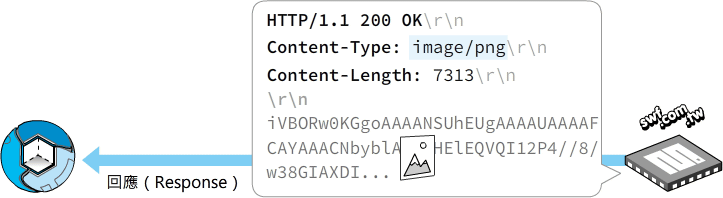 HTTP/1.1 200 OK\r\n
Content-Type: image/png\r\n
Content-Length: 7313\r\n
\r\n
iVBORw0KGgoAAAANSUhEUgAAAAUAAAAF
CAYAAACNbyblA HElEQVQI12P4//8/
w38GIAXDI...
回應（Response）
swf.com.tw